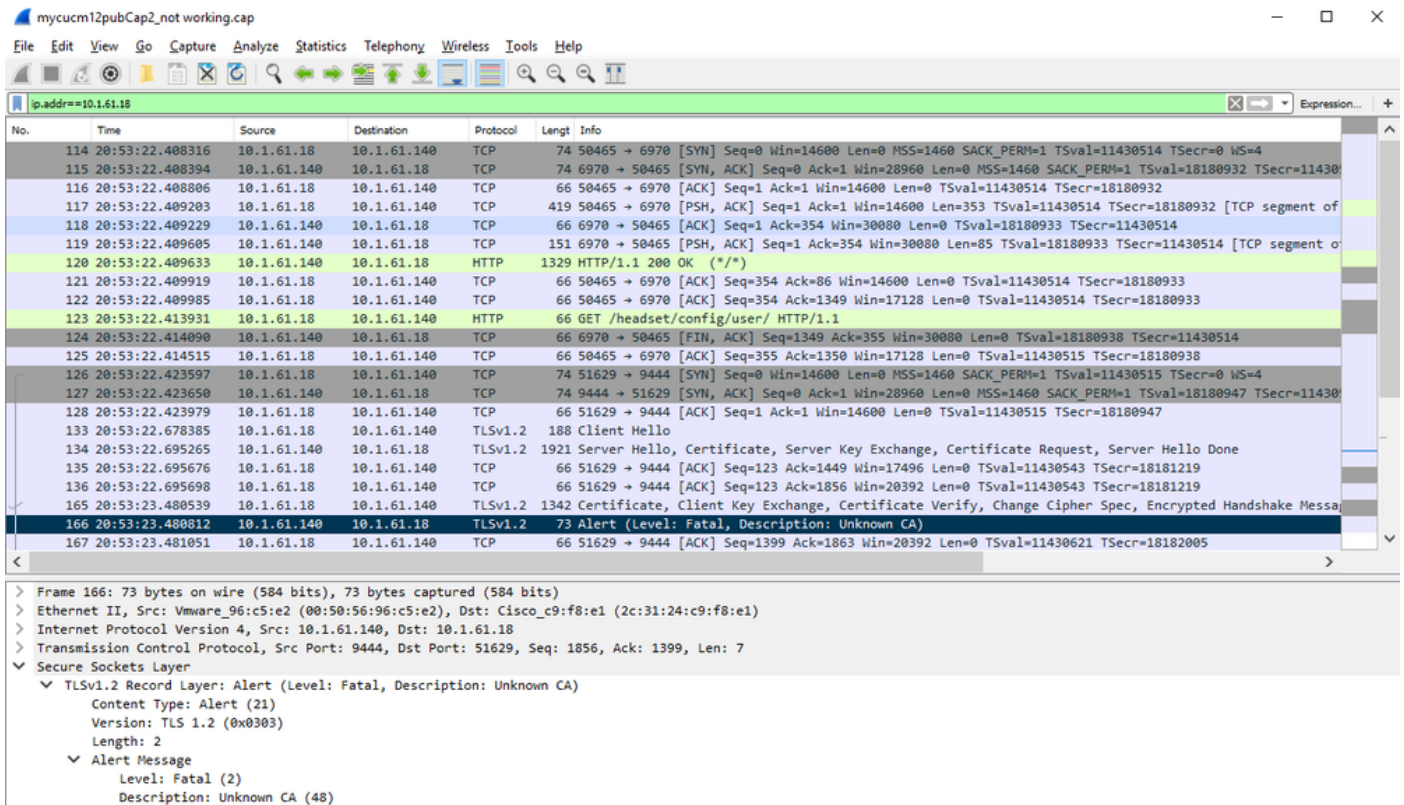 mycucm12pubCap2_not working.cap
File Edit View Go Capture Analyze Statistics Telephony Wireless Tools Help
ip.addr==10.1.61.18 Expression... +
No. Time Source Destination Protocol Lengt Info
114 20:53:22.408316 10.1.61.18 10.1.61.140 TCP 74 50465 → 6970 [SYN] Seq=0 Win=14600 Len=0 MSS=1460 SACK_PERM=1 TSval=11430514 TSecr=0 WS=4
115 20:53:22.408394 10.1.61.140 10.1.61.18 TCP 74 6970 → 50465 [SYN, ACK] Seq=0 Ack=1 Win=28960 Len=0 MSS=1460 SACK_PERM=1 TSval=18180932 TSecr=11430
116 20:53:22.408806 10.1.61.18 10.1.61.140 TCP 66 50465 → 6970 [ACK] Seq=1 Ack=1 Win=14600 Len=0 TSval=11430514 TSecr=18180932
117 20:53:22.409203 10.1.61.18 10.1.61.140 TCP 419 50465 → 6970 [PSH, ACK] Seq=1 Ack=1 Win=14600 Len=353 TSval=11430514 TSecr=18180932 [TCP segment of
118 20:53:22.409229 10.1.61.140 10.1.61.18 TCP 66 6970 → 50465 [ACK] Seq=1 Ack=354 Win=30080 Len=0 TSval=18180933 TSecr=11430514
119 20:53:22.409605 10.1.61.140 10.1.61.18 TCP 151 6970 → 50465 [PSH, ACK] Seq=1 Ack=354 Win=30080 Len=85 TSval=18180933 TSecr=11430514 [TCP segment o
120 20:53:22.409633 10.1.61.140 10.1.61.18 HTTP 1329 HTTP/1.1 200 OK (*/*)
121 20:53:22.409919 10.1.61.18 10.1.61.140 TCP 66 50465 → 6970 [ACK] Seq=354 Ack=86 Win=14600 Len=0 TSval=11430514 TSecr=18180933
122 20:53:22.409985 10.1.61.18 10.1.61.140 TCP 66 50465 → 6970 [ACK] Seq=354 Ack=1349 Win=17128 Len=0 TSval=11430514 TSecr=18180933
123 20:53:22.413931 10.1.61.18 10.1.61.140 HTTP 66 GET /headset/config/user/ HTTP/1.1
124 20:53:22.414090 10.1.61.140 10.1.61.18 TCP 66 6970 → 50465 [FIN, ACK] Seq=1349 Ack=355 Win=30080 Len=0 TSval=18180938 TSecr=11430514
125 20:53:22.414515 10.1.61.18 10.1.61.140 TCP 66 50465 → 6970 [ACK] Seq=355 Ack=1350 Win=17128 Len=0 TSval=11430515 TSecr=18180938
126 20:53:22.423597 10.1.61.18 10.1.61.140 TCP 74 51629 → 9444 [SYN] Seq=0 Win=14600 Len=0 MSS=1460 SACK_PERM=1 TSval=11430515 TSecr=0 WS=4
127 20:53:22.423650 10.1.61.140 10.1.61.18 TCP 74 9444 → 51629 [SYN, ACK] Seq=0 Ack=1 Win=28960 Len=0 MSS=1460 SACK_PERM=1 TSval=18180947 TSecr=11430
128 20:53:22.423979 10.1.61.18 10.1.61.140 TCP 66 51629 → 9444 [ACK] Seq=1 Ack=1 Win=14600 Len=0 TSval=11430515 TSecr=18180947
133 20:53:22.678385 10.1.61.18 10.1.61.140 TLSv1.2 188 Client Hello
134 20:53:22.695265 10.1.61.140 10.1.61.18 TLSv1.2 1921 Server Hello, Certificate, Server Key Exchange, Certificate Request, Server Hello Done
135 20:53:22.695676 10.1.61.18 10.1.61.140 TCP 66 51629 → 9444 [ACK] Seq=123 Ack=1449 Win=17496 Len=0 TSval=11430543 TSecr=18181219
136 20:53:22.695698 10.1.61.18 10.1.61.140 TCP 66 51629 → 9444 [ACK] Seq=123 Ack=1856 Win=20392 Len=0 TSval=11430543 TSecr=18181219
165 20:53:23.480539 10.1.61.18 10.1.61.140 TLSv1.2 1342 Certificate, Client Key Exchange, Certificate Verify, Change Cipher Spec, Encrypted Handshake Messa
166 20:53:23.480812 10.1.61.140 10.1.61.18 TLSv1.2 73 Alert (Level: Fatal, Description: Unknown CA)
167 20:53:23.481051 10.1.61.18 10.1.61.140 TCP 66 51629 → 9444 [ACK] Seq=1399 Ack=1863 Win=20392 Len=0 TSval=11430621 TSecr=18182005
Frame 166: 73 bytes on wire (584 bits), 73 bytes captured (584 bits)
Ethernet II, Src: Vmware_96:c5:e2 (00:50:56:96:c5:e2), Dst: Cisco_c9:f8:e1 (2c:31:24:c9:f8:e1)
Internet Protocol Version 4, Src: 10.1.61.140, Dst: 10.1.61.18
Transmission Control Protocol, Src Port: 9444, Dst Port: 51629, Seq: 1856, Ack: 1399, Len: 7
Secure Sockets Layer
TLSv1.2 Record Layer: Alert (Level: Fatal, Description: Unknown CA)
Content Type: Alert (21)
Version: TLS 1.2 (0x0303)
Length: 2
Alert Message
Level: Fatal (2)
Description: Unknown CA (48)